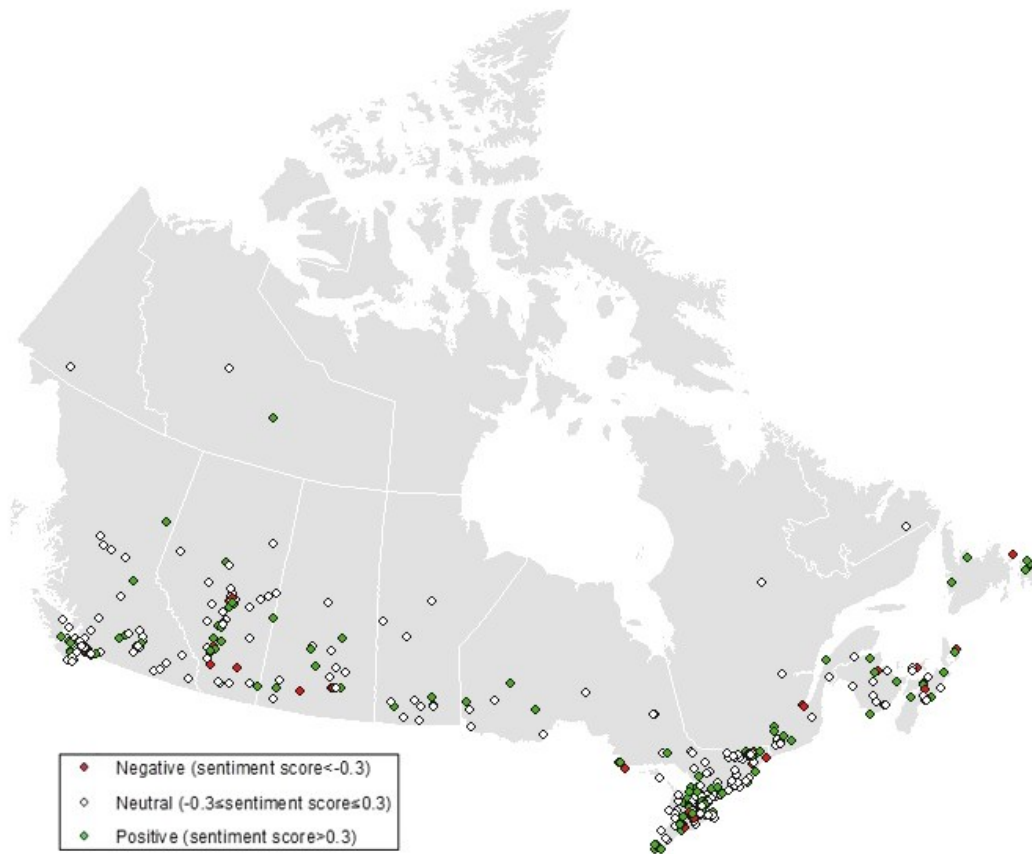 Negative (sentiment score<-0.3)
Neutral (-0.3≤sentiment score≤0.3)
Positive (sentiment score>0.3)